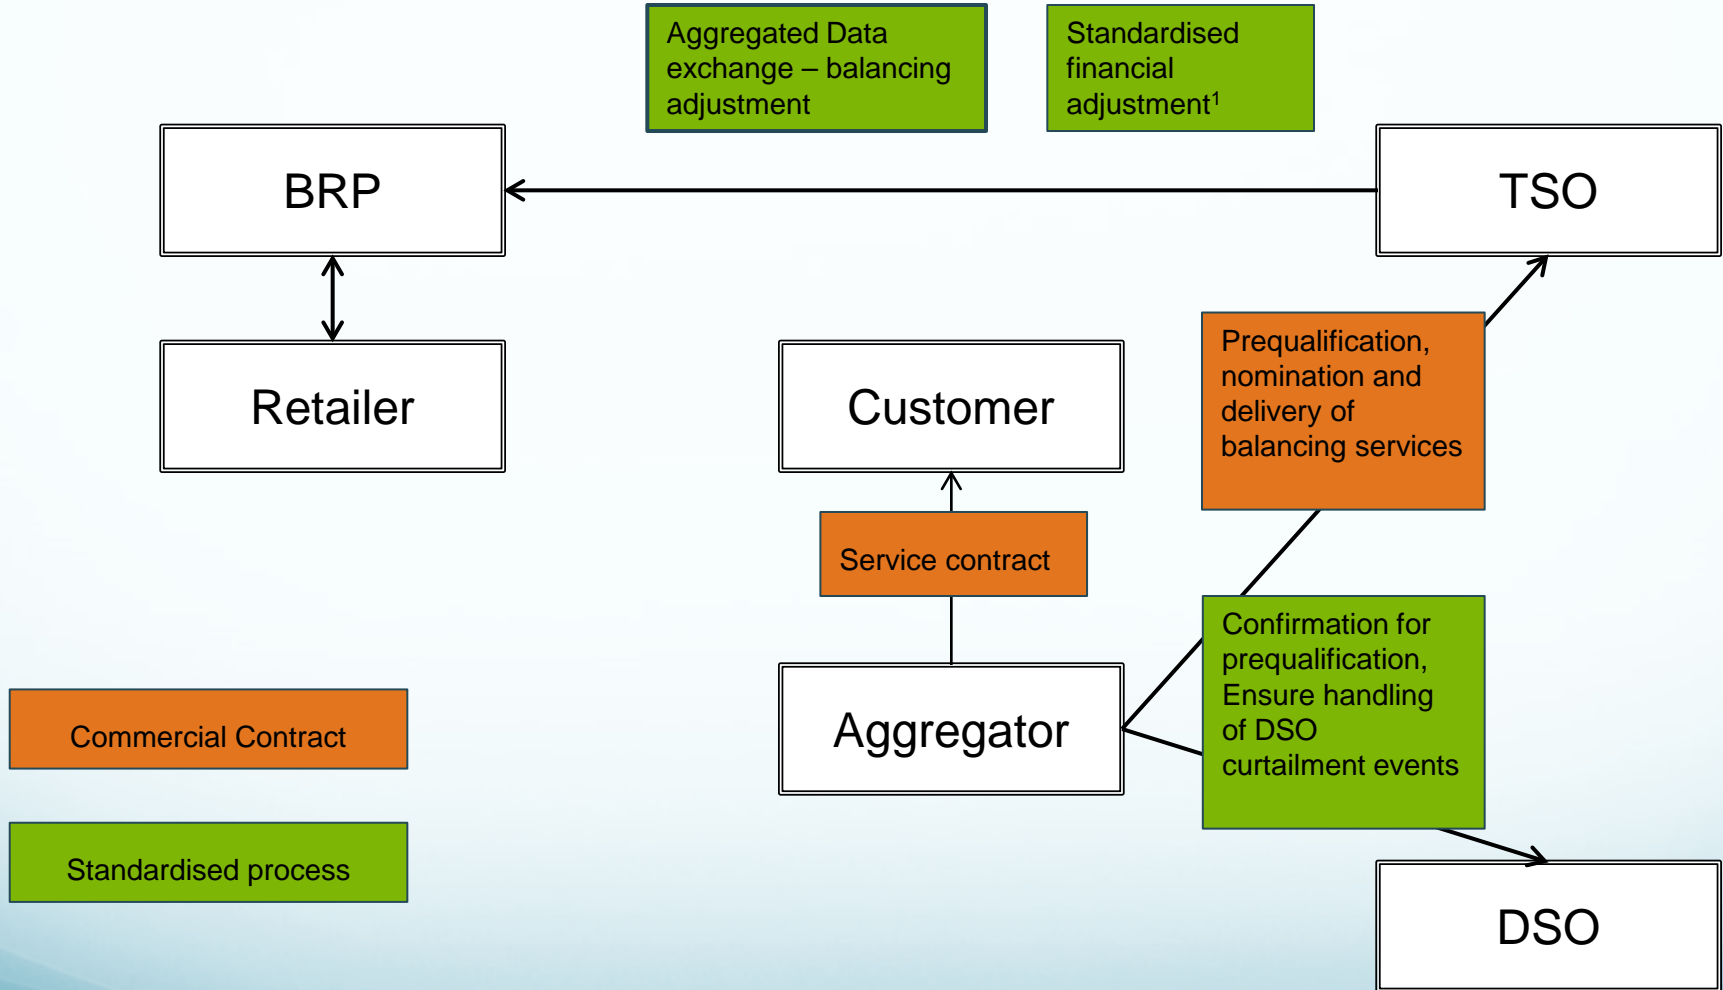 Aggregated Data
exchange – balancing
adjustment
Standardised
financial
adjustment¹
BRP
TSO
Retailer
Customer
Prequalification,
nomination and
delivery of
balancing services
Service contract
Confirmation for
prequalification,
Ensure handling
of DSO
curtailment events
Aggregator
Commercial Contract
Standardised process
DSO